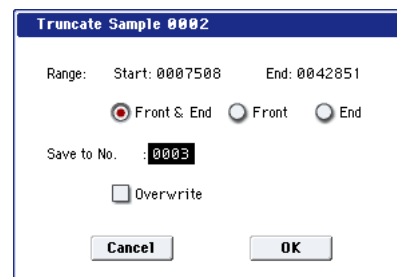 Truncate Sample 0002
Range: Start: 0007508 End: 0042851
Front & End Front End
Save to No. : 0003
Overwrite
Cancel OK